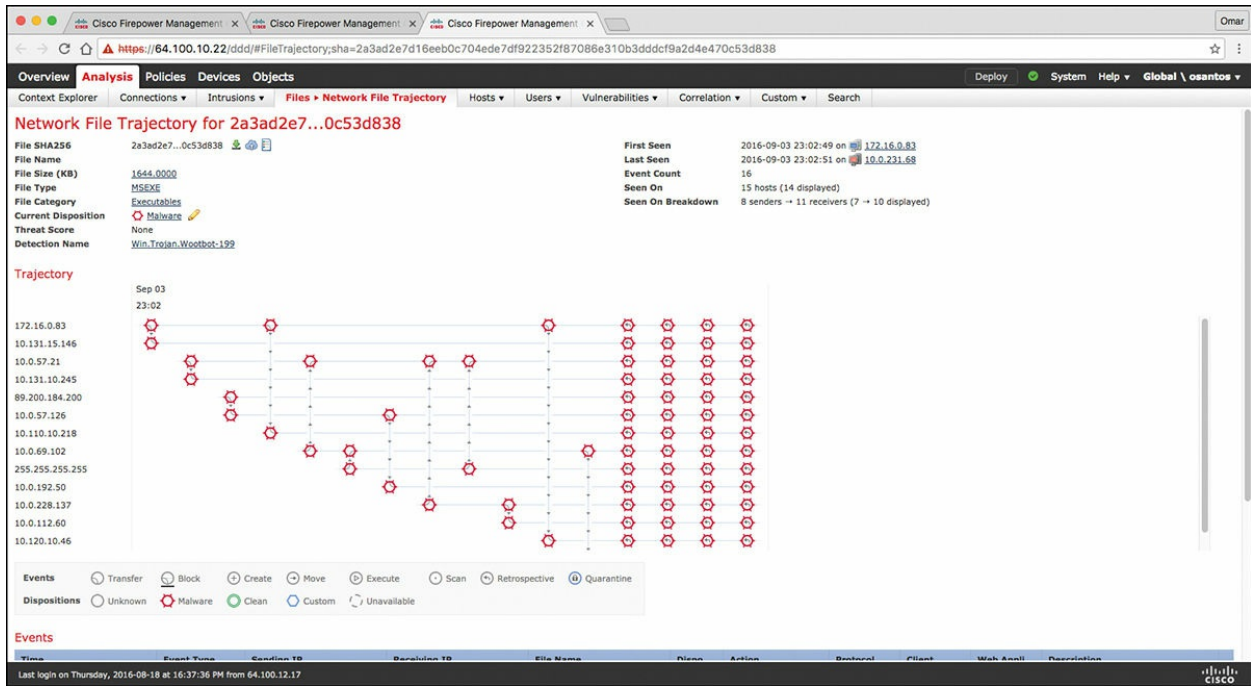 Cisco Firepower Management
Cisco Firepower Management
Cisco Firepower Management
Omar
https://64.100.10.22/ddd/#FileTrajectory;sha=2a3ad2e7d16eeb0c704ede7df922352f87086e310b3dddcf9a2d4e470c53d838
Overview Analysis Policies Devices Objects Deploy System Help Global \ osantos
Context Explorer Connections Intrusions Files ▸ Network File Trajectory Hosts Users Vulnerabilities Correlation Custom Search
Network File Trajectory for 2a3ad2e7...0c53d838
File SHA256 2a3ad2e7...0c53d838
File Name
File Size (KB) 1644.0000
File Type MSEXE
File Category Executables
Current Disposition Malware
Threat Score None
Detection Name Win.Trojan.Wootbot-199
First Seen 2016-09-03 23:02:49 on 172.16.0.83
Last Seen 2016-09-03 23:02:51 on 10.0.231.68
Event Count 16
Seen On 15 hosts (14 displayed)
Seen On Breakdown 8 senders → 11 receivers (7 → 10 displayed)
Trajectory
Sep 03
23:02
172.16.0.83
10.131.15.146
10.0.57.21
10.131.10.245
89.200.184.200
10.0.57.126
10.110.10.218
10.0.69.102
255.255.255.255
10.0.192.50
10.0.228.137
10.0.112.60
10.120.10.46
Events Transfer Block Create Move Execute Scan Retrospective Quarantine
Dispositions Unknown Malware Clean Custom Unavailable
Events
Time Event Type Sending IP Receiving IP File Name Dispo Action Protocol Client Web Appli Description
Last login on Thursday, 2016-08-18 at 16:37:36 PM from 64.100.12.17
CISCO